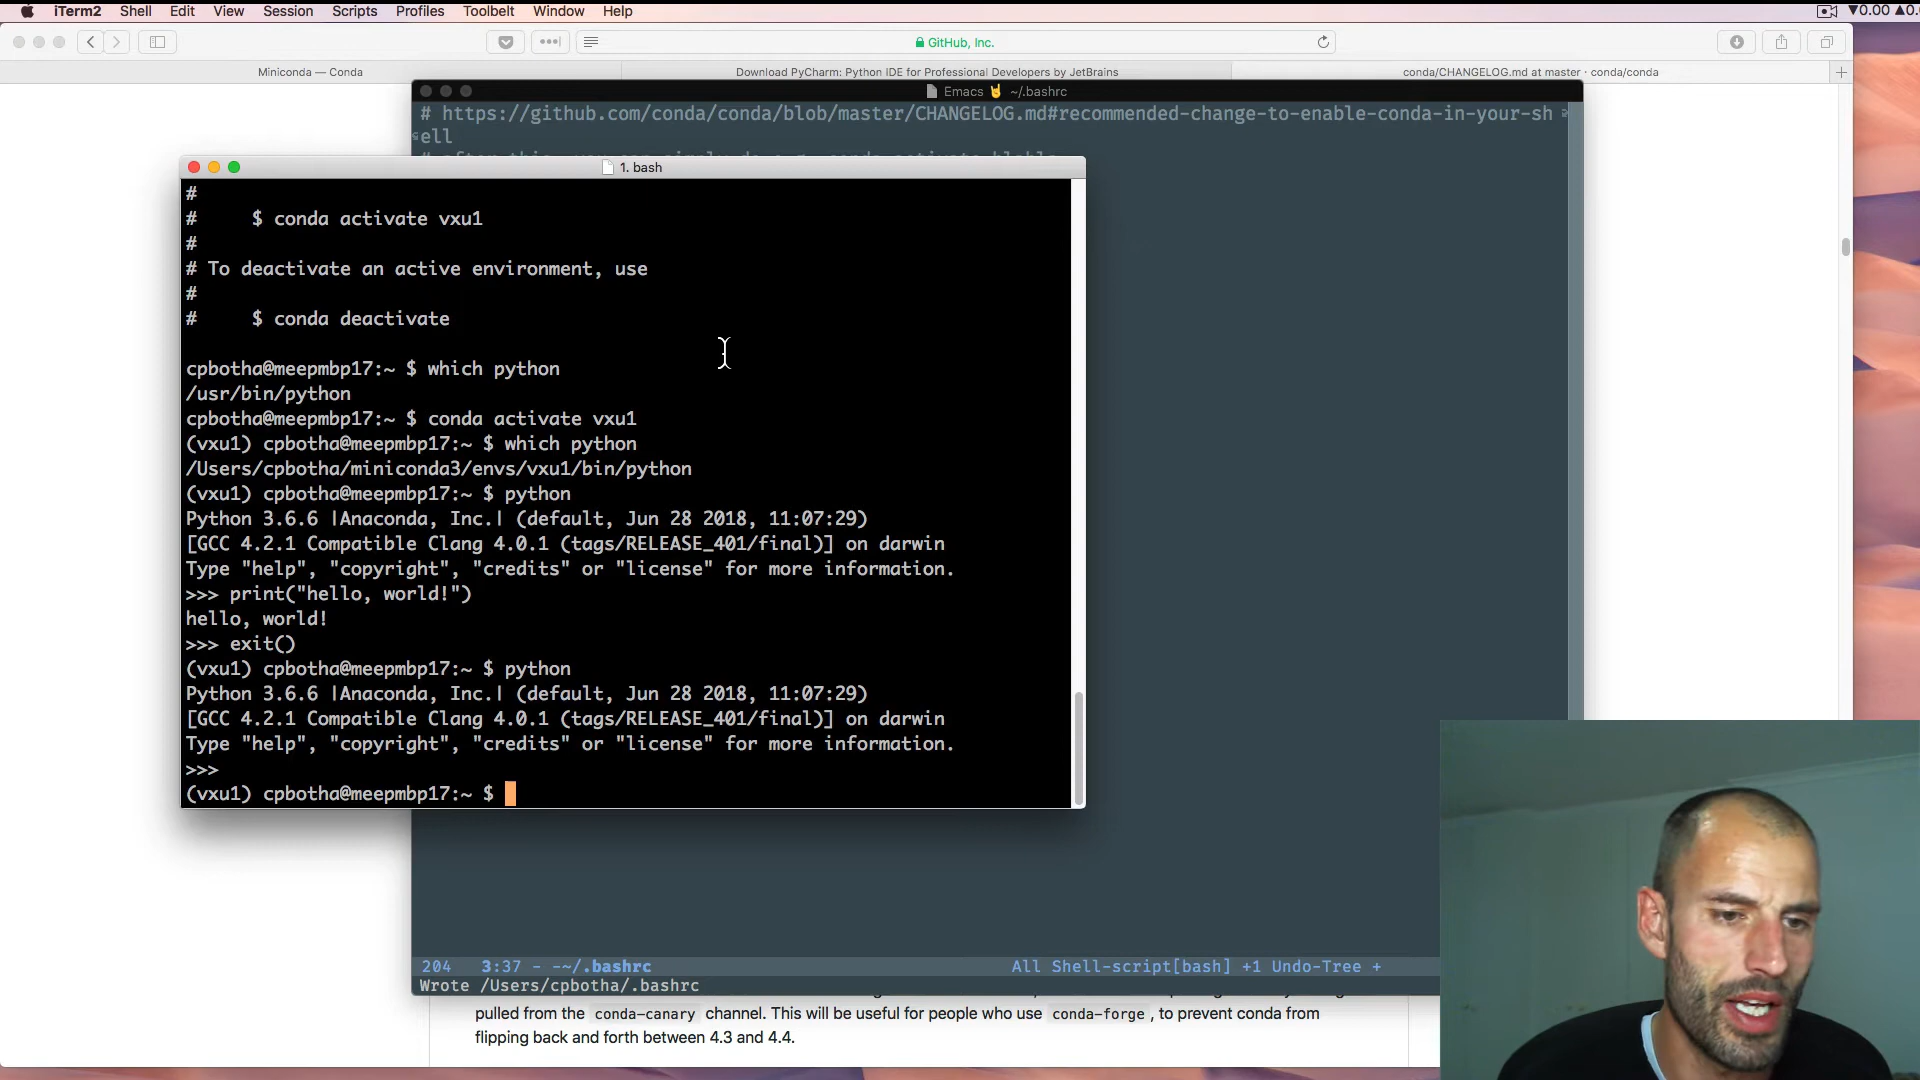 iTerm2 Shell Edit View Session Scripts Profiles Toolbelt Window Help
▼0.00 ▲0.
GitHub, Inc.
Miniconda — Conda
Download PyCharm: Python IDE for Professional Developers by JetBrains
conda/CHANGELOG.md at master · conda/conda
Emacs 🤘 ~/.bashrc
# https://github.com/conda/conda/blob/master/CHANGELOG.md#recommended-change-to-enable-conda-in-your-sh
ell
1. bash
#
# $ conda activate vxu1
#
# To deactivate an active environment, use
#
# $ conda deactivate
cpbotha@meepmbp17:~ $ which python
/usr/bin/python
cpbotha@meepmbp17:~ $ conda activate vxu1
(vxu1) cpbotha@meepmbp17:~ $ which python
/Users/cpbotha/miniconda3/envs/vxu1/bin/python
(vxu1) cpbotha@meepmbp17:~ $ python
Python 3.6.6 |Anaconda, Inc.| (default, Jun 28 2018, 11:07:29)
[GCC 4.2.1 Compatible Clang 4.0.1 (tags/RELEASE_401/final)] on darwin
Type "help", "copyright", "credits" or "license" for more information.
>>> print("hello, world!")
hello, world!
>>> exit()
(vxu1) cpbotha@meepmbp17:~ $ python
Python 3.6.6 |Anaconda, Inc.| (default, Jun 28 2018, 11:07:29)
[GCC 4.2.1 Compatible Clang 4.0.1 (tags/RELEASE_401/final)] on darwin
Type "help", "copyright", "credits" or "license" for more information.
>>>
(vxu1) cpbotha@meepmbp17:~ $
204 3:37 - -~/.bashrc All Shell-script[bash] +1 Undo-Tree +
Wrote /Users/cpbotha/.bashrc
pulled from the conda-canary channel. This will be useful for people who use conda-forge, to prevent conda from
flipping back and forth between 4.3 and 4.4.